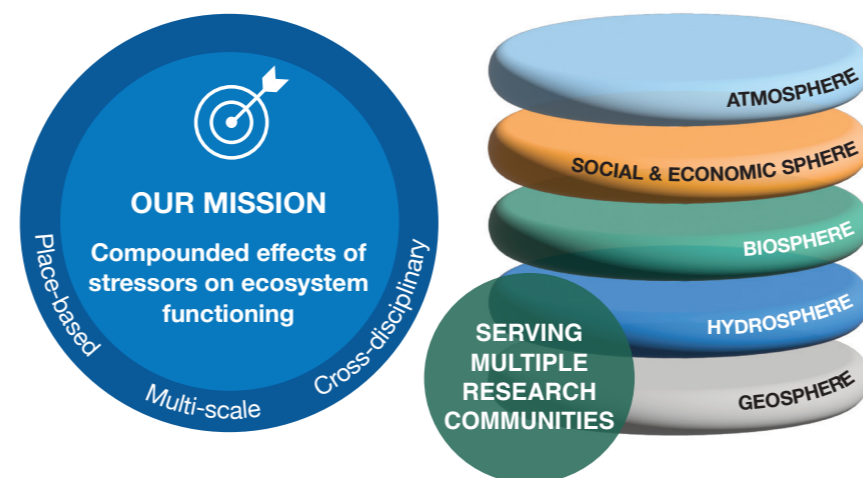 OUR MISSION
Compounded effects of
stressors on ecosystem
functioning
Place-based
Multi-scale
Cross-disciplinary
ATMOSPHERE
SOCIAL & ECONOMIC SPHERE
BIOSPHERE
HYDROSPHERE
GEOSPHERE
SERVING
MULTIPLE
RESEARCH
COMMUNITIES